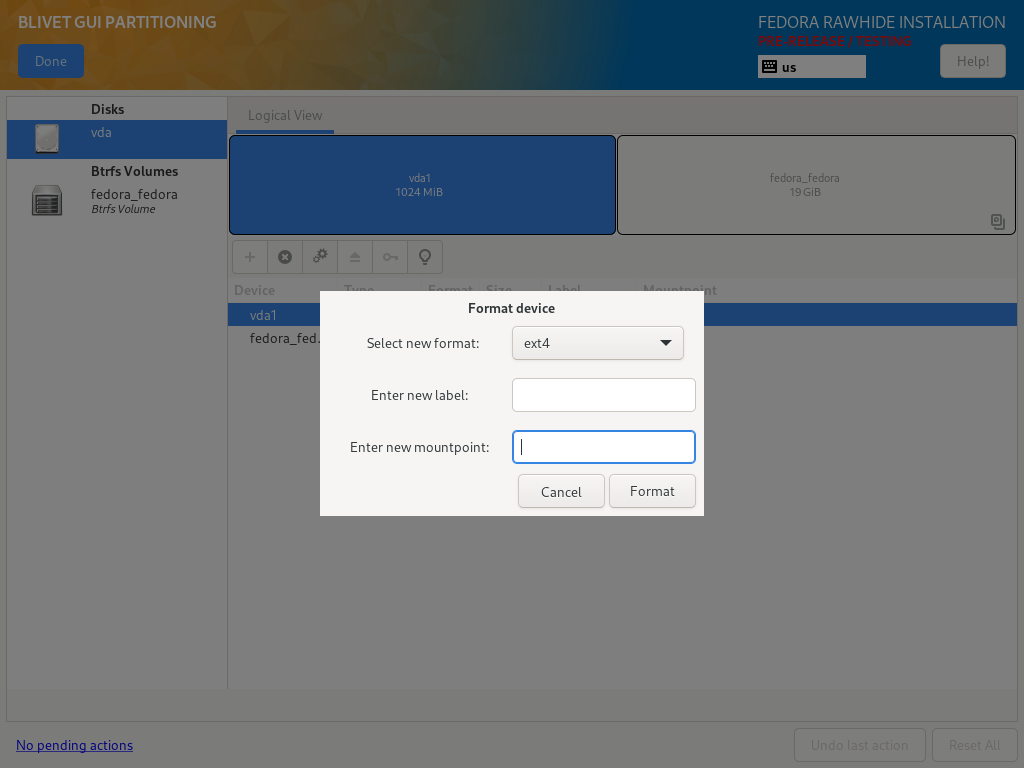 BLIVET GUI PARTITIONING
FEDORA RAWHIDE INSTALLATION
PRE-RELEASE / TESTING
Done
us
Help!
Disks
vda
Btrfs Volumes
fedora_fedora
Btrfs Volume
Logical View
vda1
1024 MiB
fedora_fedora
19 GiB
Device Type Format Size Label Mountpoint
vda1
fedora_fed…
Format device
Select new format: ext4
Enter new label:
Enter new mountpoint:
Cancel Format
No pending actions
Undo last action Reset All